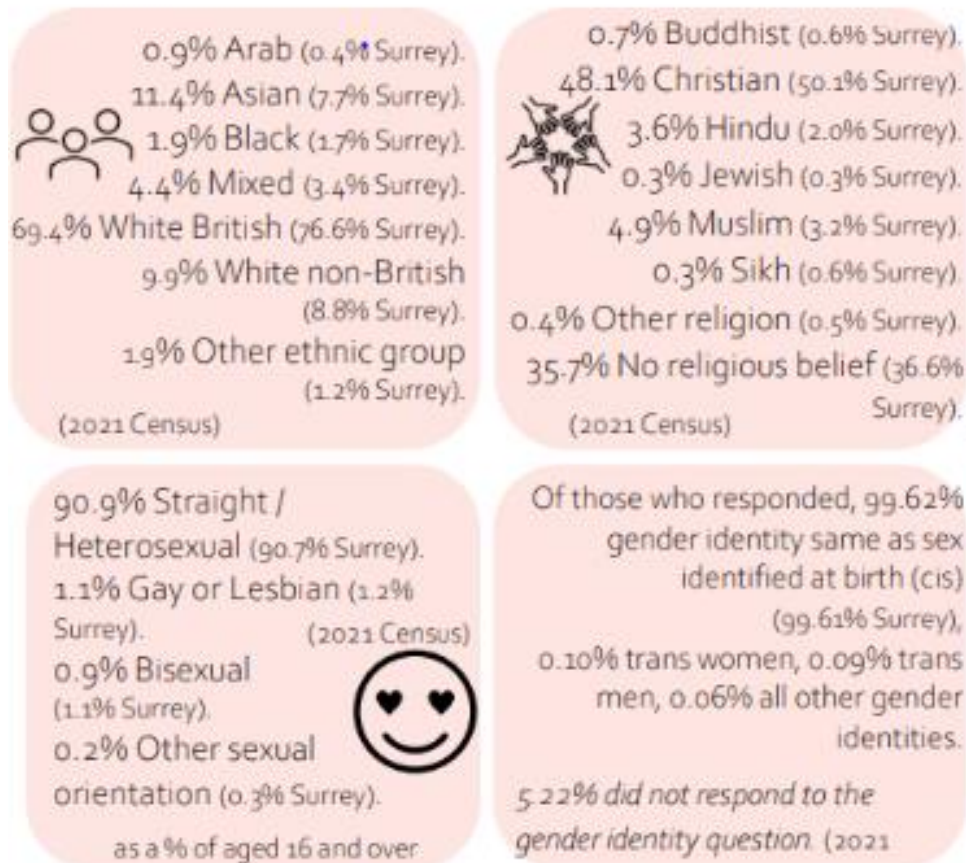 0.9% Arab (0.4% Surrey).
11.4% Asian (7.7% Surrey).
1.9% Black (1.7% Surrey).
4.4% Mixed (3.4% Surrey).
69.4% White British (76.6% Surrey).
9.9% White non-British
(8.8% Surrey).
1.9% Other ethnic group
(1.2% Surrey).
(2021 Census)
0.7% Buddhist (0.6% Surrey).
48.1% Christian (50.1% Surrey).
3.6% Hindu (2.0% Surrey).
0.3% Jewish (0.3% Surrey).
4.9% Muslim (3.2% Surrey).
0.3% Sikh (0.6% Surrey).
0.4% Other religion (0.5% Surrey).
35.7% No religious belief (36.6%
Surrey).
(2021 Census)
90.9% Straight /
Heterosexual (90.7% Surrey).
1.1% Gay or Lesbian (1.2%
Surrey). (2021 Census)
0.9% Bisexual
(1.1% Surrey).
0.2% Other sexual
orientation (0.3% Surrey).
as a % of aged 16 and over
Of those who responded, 99.62%
gender identity same as sex
identified at birth (cis)
(99.61% Surrey),
0.10% trans women, 0.09% trans
men, 0.06% all other gender
identities.
5.22% did not respond to the
gender identity question. (2021